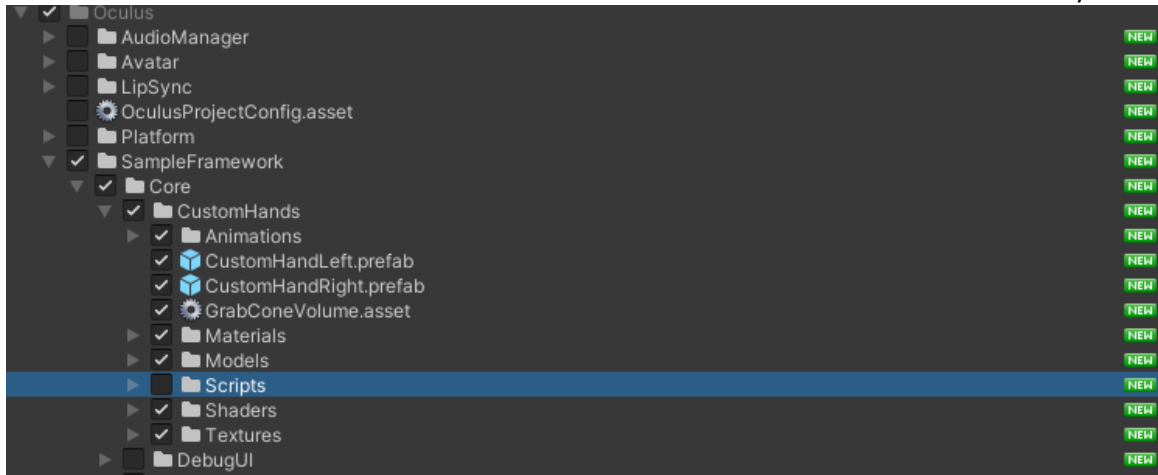 Oculus
AudioManager NEW
Avatar NEW
LipSync NEW
OculusProjectConfig.asset NEW
Platform NEW
SampleFramework NEW
Core NEW
CustomHands NEW
Animations NEW
CustomHandLeft.prefab NEW
CustomHandRight.prefab NEW
GrabConeVolume.asset NEW
Materials NEW
Models NEW
Scripts NEW
Shaders NEW
Textures NEW
DebugUI NEW